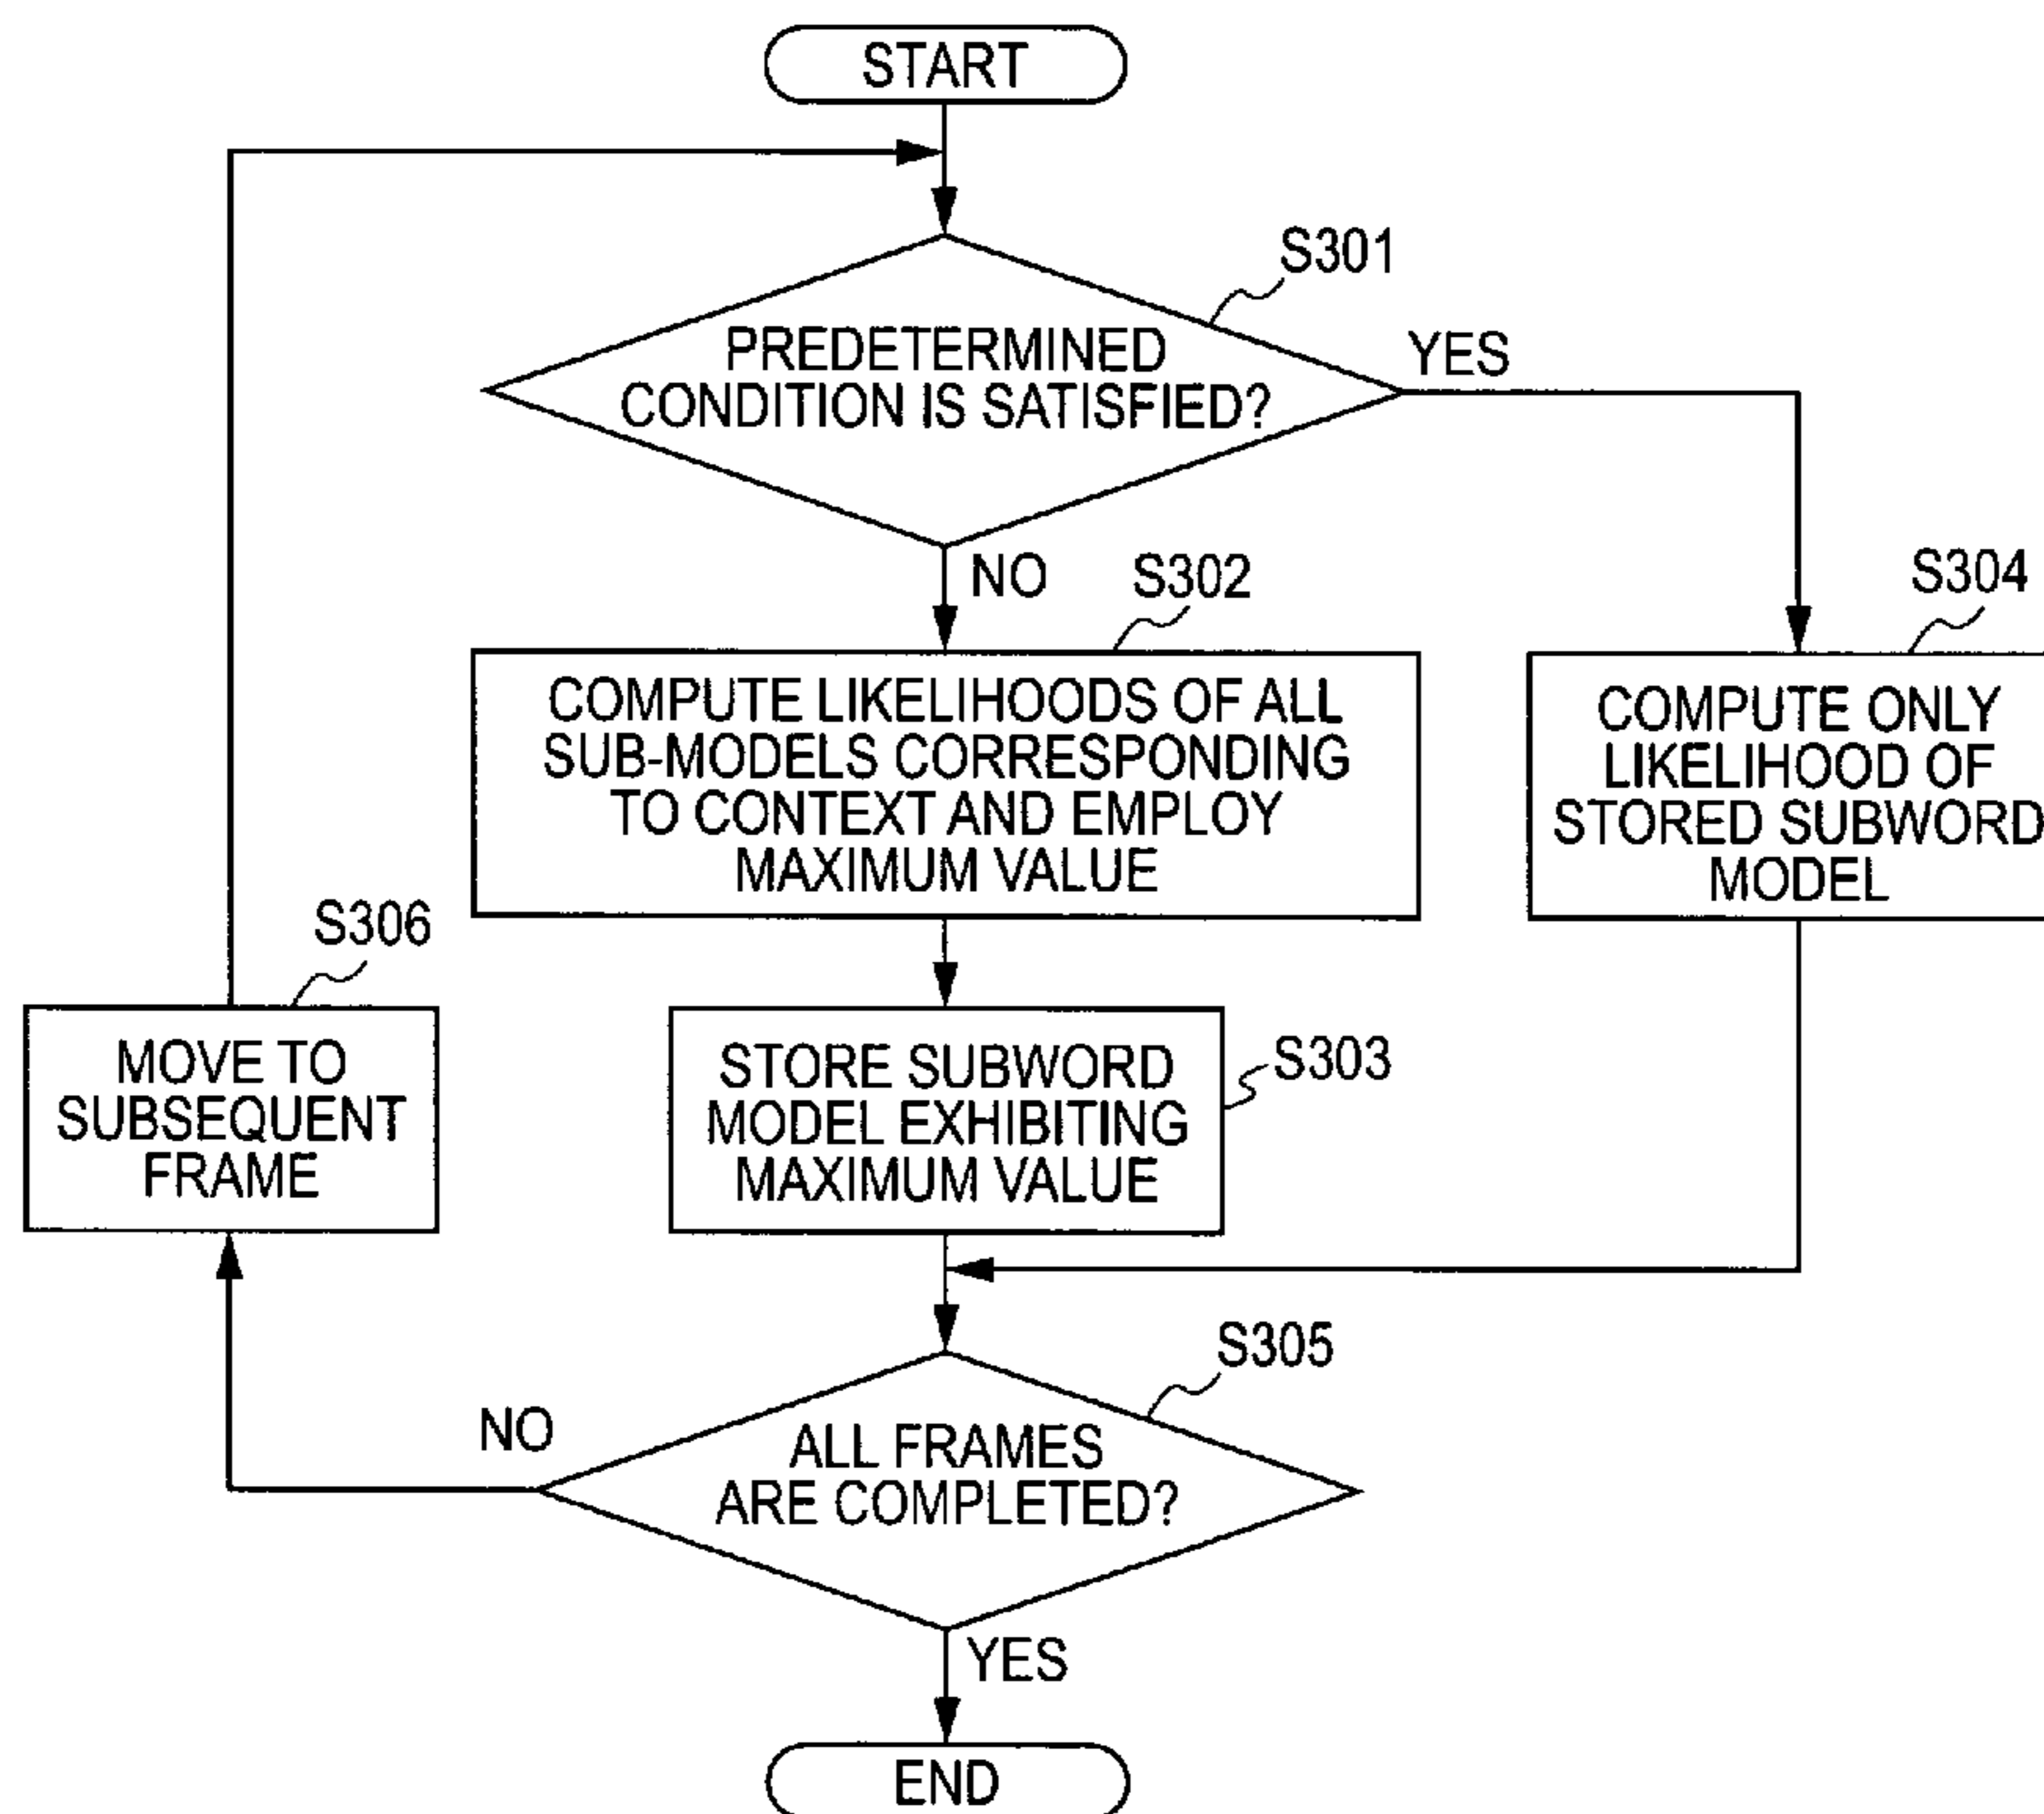 START
S301
PREDETERMINED
CONDITION IS SATISFIED?
YES
NO
S302
COMPUTE LIKELIHOODS OF ALL
SUB-MODELS CORRESPONDING
TO CONTEXT AND EMPLOY
MAXIMUM VALUE
S304
COMPUTE ONLY
LIKELIHOOD OF
STORED SUBWORD
MODEL
S306
MOVE TO
SUBSEQUENT
FRAME
STORE SUBWORD
MODEL EXHIBITING
MAXIMUM VALUE
S303
S305
NO
ALL FRAMES
ARE COMPLETED?
YES
END